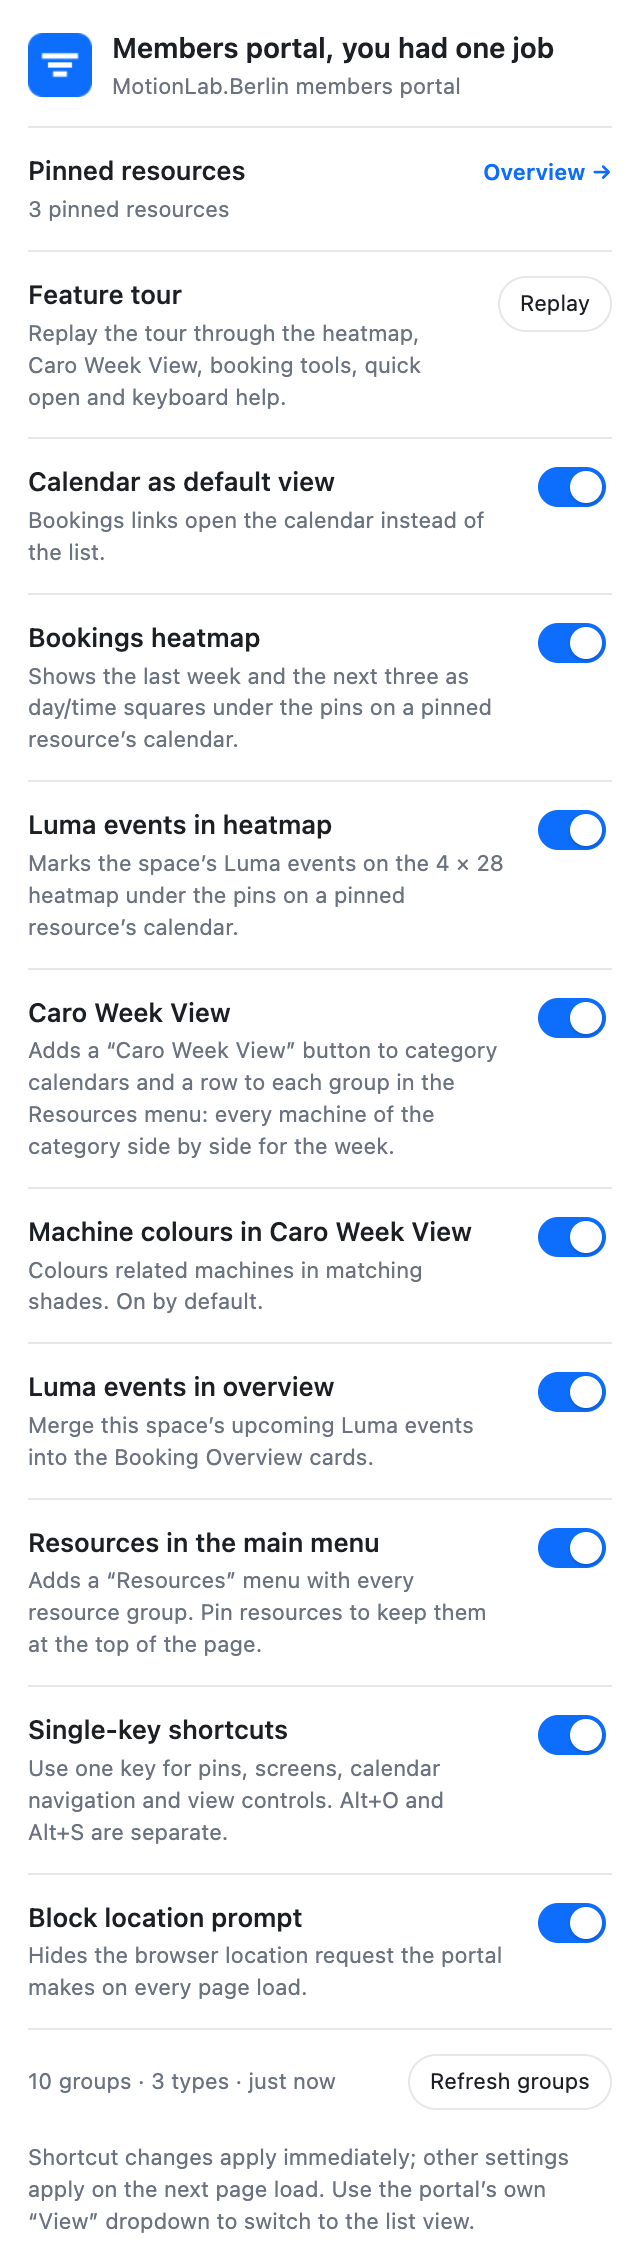 Members portal, you had one job
MotionLab.Berlin members portal
Pinned resources
Overview →
3 pinned resources
Feature tour
Replay
Replay the tour through the heatmap,
Caro Week View, booking tools, quick
open and keyboard help.
Calendar as default view
Bookings links open the calendar instead of
the list.
Bookings heatmap
Shows the last week and the next three as
day/time squares under the pins on a pinned
resource’s calendar.
Luma events in heatmap
Marks the space’s Luma events on the 4 × 28
heatmap under the pins on a pinned
resource’s calendar.
Caro Week View
Adds a “Caro Week View” button to category
calendars and a row to each group in the
Resources menu: every machine of the
category side by side for the week.
Machine colours in Caro Week View
Colours related machines in matching
shades. On by default.
Luma events in overview
Merge this space’s upcoming Luma events
into the Booking Overview cards.
Resources in the main menu
Adds a “Resources” menu with every
resource group. Pin resources to keep them
at the top of the page.
Single-key shortcuts
Use one key for pins, screens, calendar
navigation and view controls. Alt+O and
Alt+S are separate.
Block location prompt
Hides the browser location request the portal
makes on every page load.
10 groups · 3 types · just now
Refresh groups
Shortcut changes apply immediately; other settings
apply on the next page load. Use the portal’s own
“View” dropdown to switch to the list view.